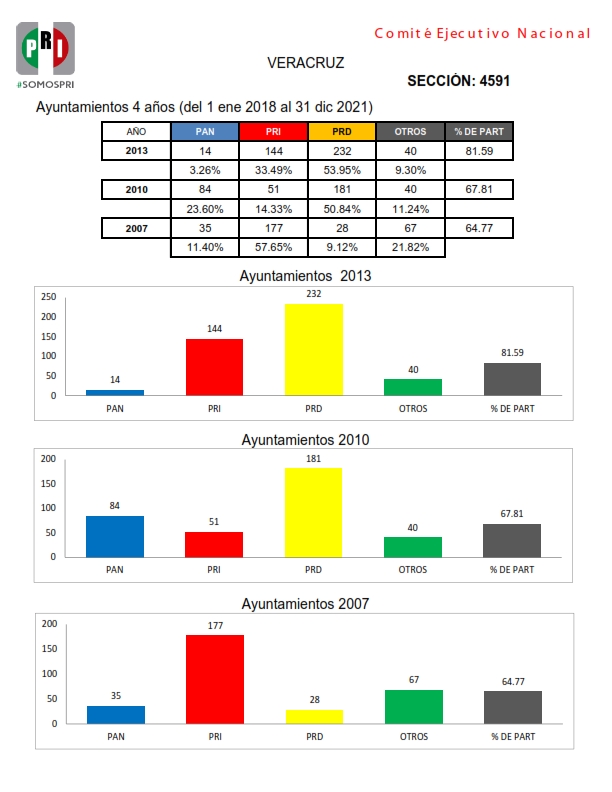 Comité Ejecutivo Nacional
PRI
#SOMOSPRI
VERACRUZ
SECCIÓN: 4591
Ayuntamientos 4 años (del 1 ene 2018 al 31 dic 2021)
AÑO PAN PRI PRD OTROS % DE PART
2013 14 144 232 40 81.59
3.26% 33.49% 53.95% 9.30%
2010 84 51 181 40 67.81
23.60% 14.33% 50.84% 11.24%
2007 35 177 28 67 64.77
11.40% 57.65% 9.12% 21.82%
Ayuntamientos 2013
250
200
150
100
50
0
14 144 232 40 81.59
PAN PRI PRD OTROS % DE PART
Ayuntamientos 2010
200
150
100
50
0
84 51 181 40 67.81
PAN PRI PRD OTROS % DE PART
Ayuntamientos 2007
200
150
100
50
0
35 177 28 67 64.77
PAN PRI PRD OTROS % DE PART